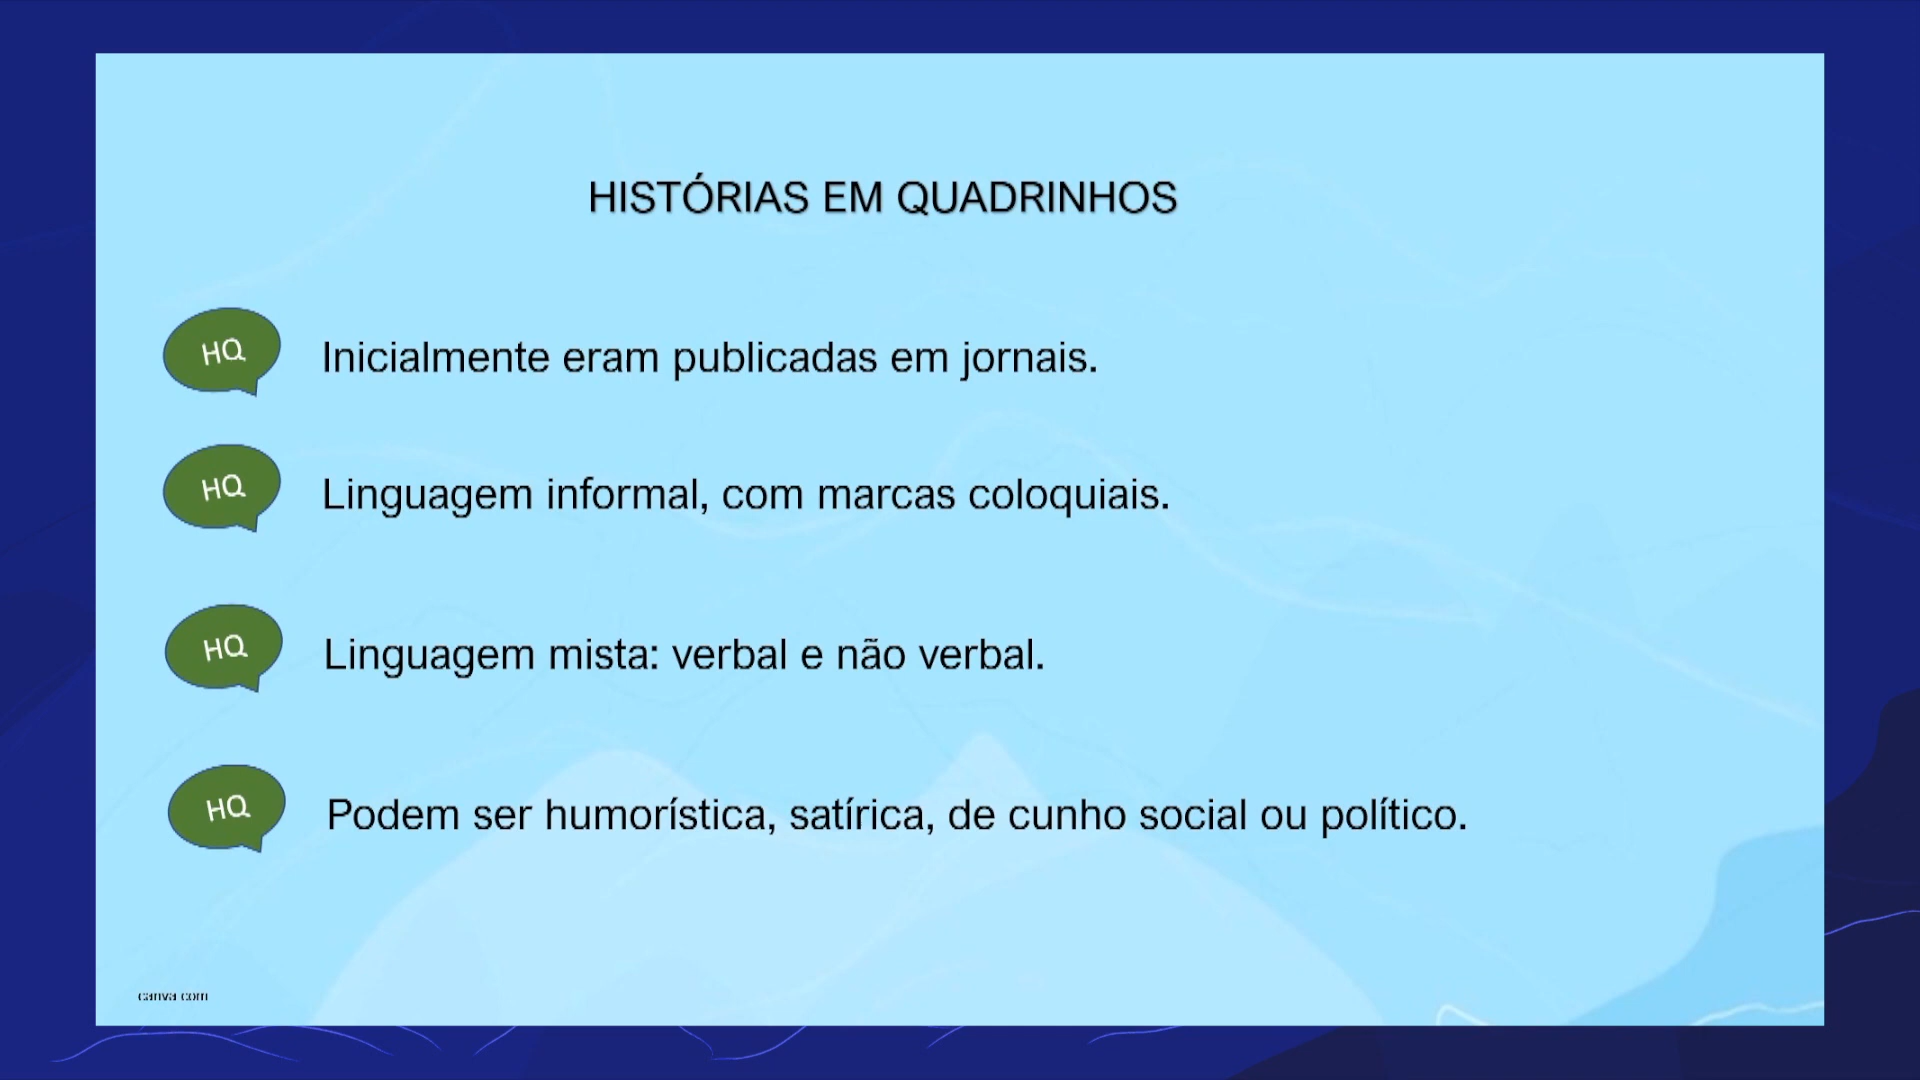 HISTÓRIAS EM QUADRINHOS
HQ Inicialmente eram publicadas em jornais.
HQ Linguagem informal, com marcas coloquiais.
HQ Linguagem mista: verbal e não verbal.
HQ Podem ser humorística, satírica, de cunho social ou político.
canva.com